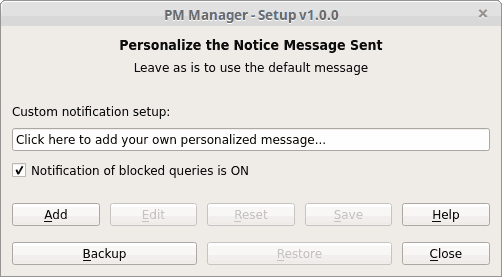 PM Manager - Setup v1.0.0
Personalize the Notice Message Sent
Leave as is to use the default message
Custom notification setup:
Click here to add your own personalized message...
Notification of blocked queries is ON
Add Edit Reset Save Help
Backup Restore Close